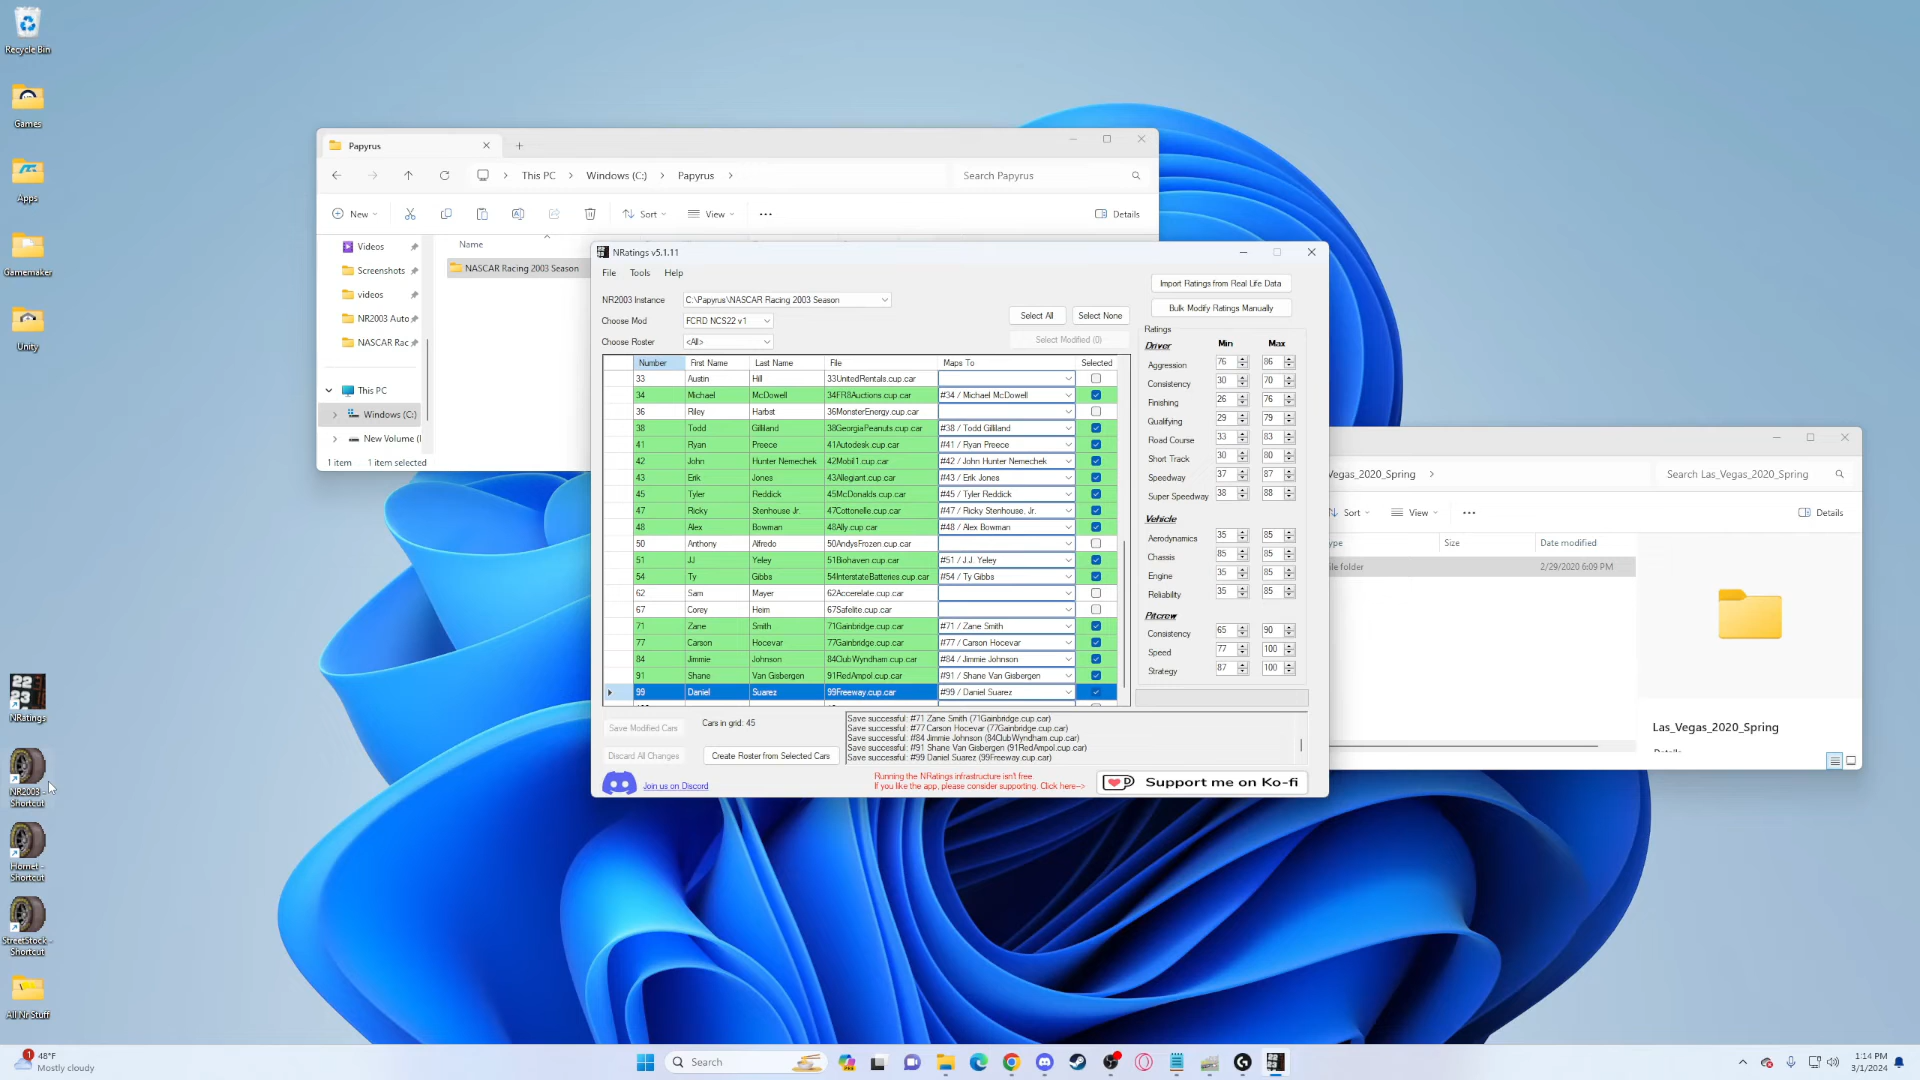 Recycle Bin
Games
Apps
Gamemaker
Unity
NRatings
NR2003 -
Shortcut
Hornet -
Shortcut
StreetStock -
Shortcut
All Nr Stuff
Papyrus
This PC
Windows (C:)
Papyrus
Search Papyrus
New
Sort
View
Details
Videos
Screenshots
videos
NR2003 Auto
NASCAR Rac
This PC
Windows (C:)
New Volume (
Name
NASCAR Racing 2003 Season
1 item
1 item selected
NRatings v5.1.11
File Tools Help
NR2003 Instance C:\Papyrus\NASCAR Racing 2003 Season
Choose Mod FCRD NCS22 v1
Choose Roster <All>
Select All Select None
Select Modified (0)
Import Ratings from Real Life Data
Bulk Modify Ratings Manually
Number First Name Last Name File Maps To Selected
33 Austin Hill 33UnitedRentals.cup.car
34 Michael McDowell 34FR8Auctions.cup.car #34 / Michael McDowell
36 Riley Harbst 36MonsterEnergy.cup.car
38 Todd Gilliland 38GeorgiaPeanuts.cup.car #38 / Todd Gilliland
41 Ryan Preece 41Autodesk.cup.car #41 / Ryan Preece
42 John Hunter Nemechek 42Mobil1.cup.car #42 / John Hunter Nemechek
43 Erik Jones 43Allegiant.cup.car #43 / Erik Jones
45 Tyler Reddick 45McDonalds.cup.car #45 / Tyler Reddick
47 Ricky Stenhouse Jr. 47Cottonelle.cup.car #47 / Ricky Stenhouse, Jr.
48 Alex Bowman 48Ally.cup.car #48 / Alex Bowman
50 Anthony Alfredo 50AndysFrozen.cup.car
51 JJ Yeley 51Biohaven.cup.car #51 / J.J. Yeley
54 Ty Gibbs 54InterstateBatteries.cup.car #54 / Ty Gibbs
62 Sam Mayer 62Accerelate.cup.car
67 Corey Heim 67Safelite.cup.car
71 Zane Smith 71Gainbridge.cup.car #71 / Zane Smith
77 Carson Hocevar 77Gainbridge.cup.car #77 / Carson Hocevar
84 Jimmie Johnson 84ClubWyndham.cup.car #84 / Jimmie Johnson
91 Shane Van Gisbergen 91RedAmpol.cup.car #91 / Shane Van Gisbergen
99 Daniel Suarez 99Freeway.cup.car #99 / Daniel Suarez
Ratings
Driver Min Max
Aggression 76 86
Consistency 30 70
Finishing 26 76
Qualifying 29 79
Road Course 33 83
Short Track 30 80
Speedway 37 87
Super Speedway 38 88
Vehicle
Aerodynamics 35 85
Chassis 85 85
Engine 35 85
Reliability 35 85
Pitcrew
Consistency 65 90
Speed 77 100
Strategy 87 100
Save Modified Cars
Cars in grid: 45
Discard All Changes
Create Roster from Selected Cars
Save successful: #71 Zane Smith (71Gainbridge.cup.car)
Save successful: #77 Carson Hocevar (77Gainbridge.cup.car)
Save successful: #84 Jimmie Johnson (84ClubWyndham.cup.car)
Save successful: #91 Shane Van Gisbergen (91RedAmpol.cup.car)
Save successful: #99 Daniel Suarez (99Freeway.cup.car)
Join us on Discord
Running the NRatings infrastructure isn't free
If you like the app, please consider supporting. Click here-->
Support me on Ko-fi
Vegas_2020_Spring
Search Las_Vegas_2020_Spring
Sort
View
Details
ype
Size
Date modified
ile folder
2/29/2020 6:09 PM
Las_Vegas_2020_Spring
1
48°F
Mostly cloudy
Search
1:14 PM
3/1/2024